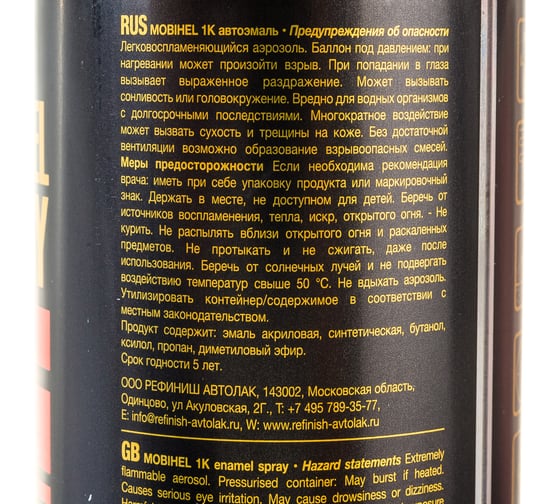 RUS MOBIHEL 1К автоэмаль • Предупреждения об опасности
Легковоспламеняющийся аэрозоль. Баллон под давлением: при
нагревании может произойти взрыв. При попадании в глаза
вызывает выраженное раздражение. Может вызывать
сонливость или головокружение. Вредно для водных организмов
с долгосрочными последствиями. Многократное воздействие
может вызвать сухость и трещины на коже. Без достаточной
вентиляции возможно образование взрывоопасных смесей.
Меры предосторожности Если необходима рекомендация
врача: иметь при себе упаковку продукта или маркировочный
знак. Держать в месте, не доступном для детей. Беречь от
источников воспламенения, тепла, искр, открытого огня. - Не
курить. Не распылять вблизи открытого огня и раскаленных
предметов. Не протыкать и не сжигать, даже после
использования. Беречь от солнечных лучей и не подвергать
воздействию температур свыше 50 °C. Не вдыхать аэрозоль.
Утилизировать контейнер/содержимое в соответствии с
местным законодательством.
Продукт содержит: эмаль акриловая, синтетическая, бутанол,
ксилол, пропан, диметиловый эфир.
Срок годности 5 лет.
ООО РЕФИНИШ АВТОЛАК, 143002, Московская область,
Одинцово, ул Акуловская, 2Г., Т: +7 495 789-35-77,
E: info@refinish-avtolak.ru, W: www.refinish-avtolak.ru
GB MOBIHEL 1K enamel spray • Hazard statements Extremely
flammable aerosol. Pressurised container: May burst if heated.
Causes serious eye irritation. May cause drowsiness or dizziness.